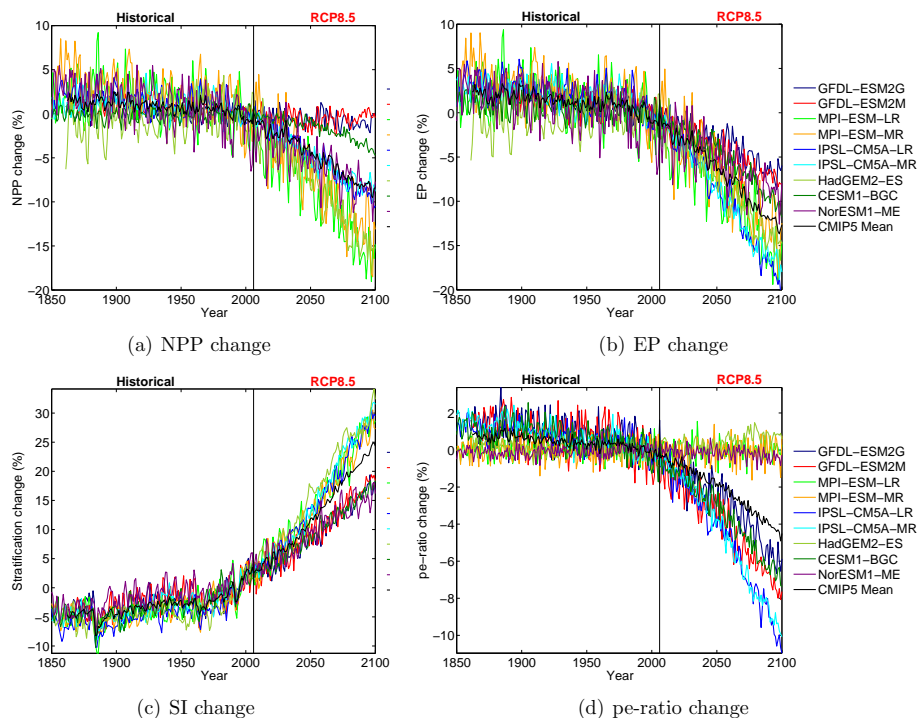 Historical RCP8.5
NPP change (%)
10
5
0
−5
−10
−15
−20
1850 1900 1950 2000 2050 2100
Year
(a) NPP change
Historical RCP8.5
EP change (%)
10
5
0
−5
−10
−15
−20
1850 1900 1950 2000 2050 2100
Year
(b) EP change
GFDL−ESM2G
GFDL−ESM2M
MPI−ESM−LR
MPI−ESM−MR
IPSL−CM5A−LR
IPSL−CM5A−MR
HadGEM2−ES
CESM1−BGC
NorESM1−ME
CMIP5 Mean
Historical RCP8.5
Stratification change (%)
30
25
20
15
10
5
0
−5
−10
1850 1900 1950 2000 2050 2100
Year
(c) SI change
Historical RCP8.5
pe−ratio change (%)
2
0
−2
−4
−6
−8
−10
1850 1900 1950 2000 2050 2100
Year
(d) pe-ratio change
GFDL−ESM2G
GFDL−ESM2M
MPI−ESM−LR
MPI−ESM−MR
IPSL−CM5A−LR
IPSL−CM5A−MR
HadGEM2−ES
CESM1−BGC
NorESM1−ME
CMIP5 Mean